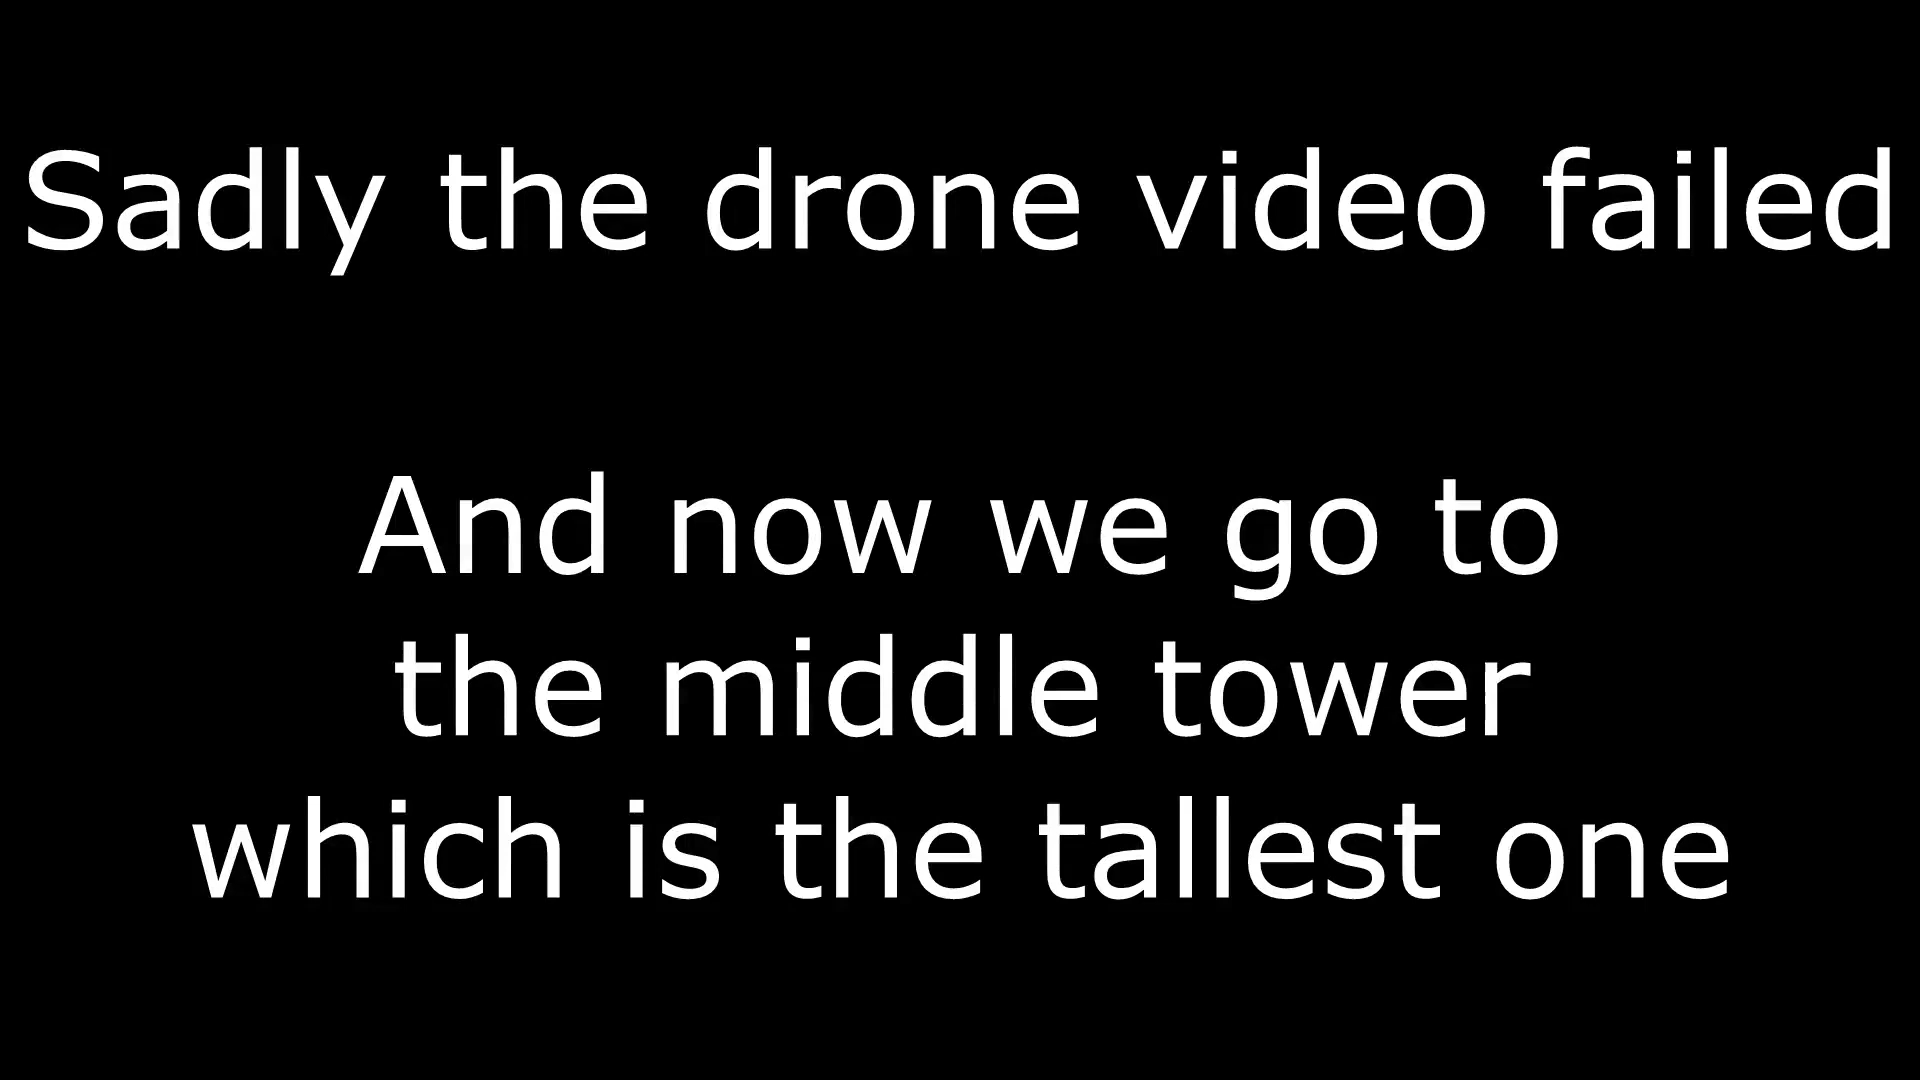 Sadly the drone video failed
And now we go to
the middle tower
which is the tallest one